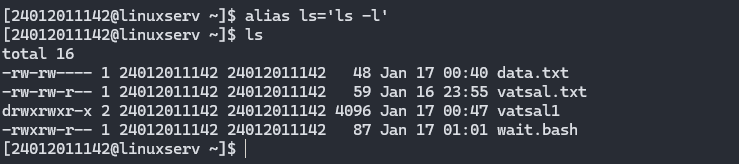 [24012011142@linuxserv ~]$ alias ls='ls -l'
[24012011142@linuxserv ~]$ ls
total 16
-rw-rw---- 1 24012011142 24012011142   48 Jan 17 00:40 data.txt
-rw-rw-r-- 1 24012011142 24012011142   59 Jan 16 23:55 vatsal.txt
drwxrwxr-x 2 24012011142 24012011142 4096 Jan 17 00:47 vatsal1
-rwxrw-r-- 1 24012011142 24012011142   87 Jan 17 01:01 wait.bash
[24012011142@linuxserv ~]$